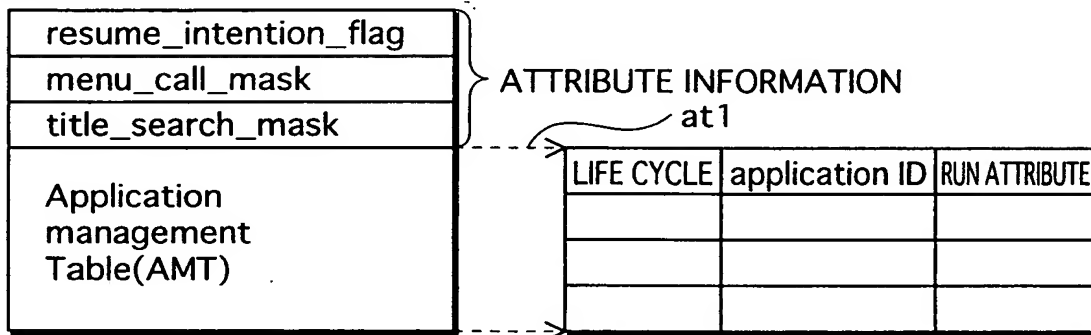 resume_intention_flag
menu_call_mask
title_search_mask
ATTRIBUTE INFORMATION
at1
Application
management
Table(AMT)
LIFE CYCLE application ID RUN ATTRIBUTE